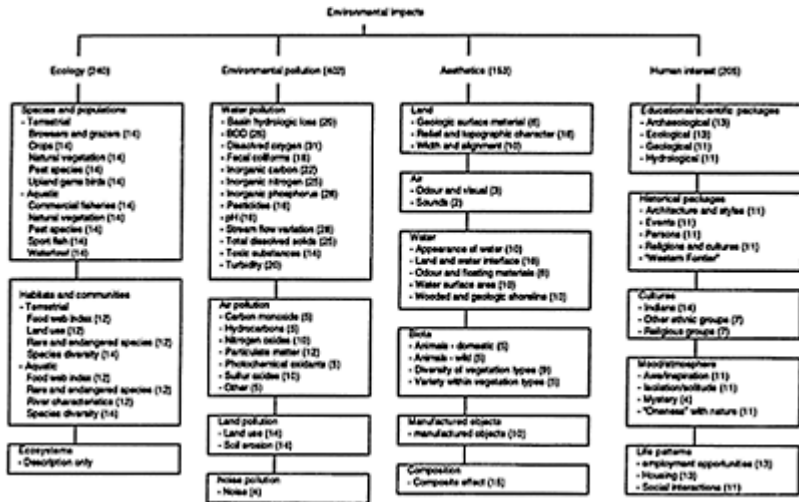 Environmental impacts
Ecology (240)
Species and populations
- Terrestrial
Browsers and grazers (14)
Crops (14)
Natural vegetation (14)
Pest species (14)
Upland game birds (14)
- Aquatic
Commercial fisheries (14)
Natural vegetation (14)
Pest species (14)
Sport fish (14)
Waterfowl (14)
Habitats and communities
- Terrestrial
Food web index (12)
Land use (12)
Rare and endangered species (12)
Species diversity (14)
- Aquatic
Food web index (12)
Rare and endangered species (12)
River characteristics (12)
Species diversity (14)
Ecosystems
- Description only
Environmental pollution (402)
Water pollution
- Basin hydrologic loss (20)
- BOD (25)
- Dissolved oxygen (31)
- Fecal coliforms (18)
- Inorganic carbon (22)
- Inorganic nitrogen (25)
- Inorganic phosphorus (28)
- Pesticides (16)
- pH (18)
- Stream flow variation (28)
- Total dissolved solids (25)
- Toxic substances (14)
- Turbidity (20)
Air pollution
- Carbon monoxide (5)
- Hydrocarbons (5)
- Nitrogen oxides (10)
- Particulate matter (12)
- Photochemical oxidants (5)
- Sulfur oxides (10)
- Other (5)
Land pollution
- Land use (14)
- Soil erosion (14)
Noise pollution
- Noise (4)
Aesthetics (153)
Land
- Geologic surface material (6)
- Relief and topographic character (16)
- Width and alignment (10)
Air
- Odour and visual (3)
- Sounds (2)
Water
- Appearance of water (10)
- Land and water interface (16)
- Odour and floating materials (6)
- Water surface area (10)
- Wooded and geologic shoreline (10)
Biota
- Animals - domestic (5)
- Animals - wild (5)
- Diversity of vegetation types (9)
- Variety within vegetation types (5)
Manufactured objects
- manufactured objects (10)
Composition
- Composite effect (15)
Human interest (205)
Educational/scientific packages
- Archaeological (13)
- Ecological (13)
- Geological (11)
- Hydrological (11)
Historical packages
- Architecture and styles (11)
- Events (11)
- Persons (11)
- Religions and cultures (11)
- "Western Fontier"
Cultures
- Indians (14)
- Other ethnic groups (7)
- Religious groups (7)
Mood/atmosphere
- Awe/inspiration (11)
- Isolation/solitude (11)
- Mystery (4)
- "Oneness" with nature (11)
Life patterns
- employment opportunities (13)
- Housing (13)
- Social interactions (11)